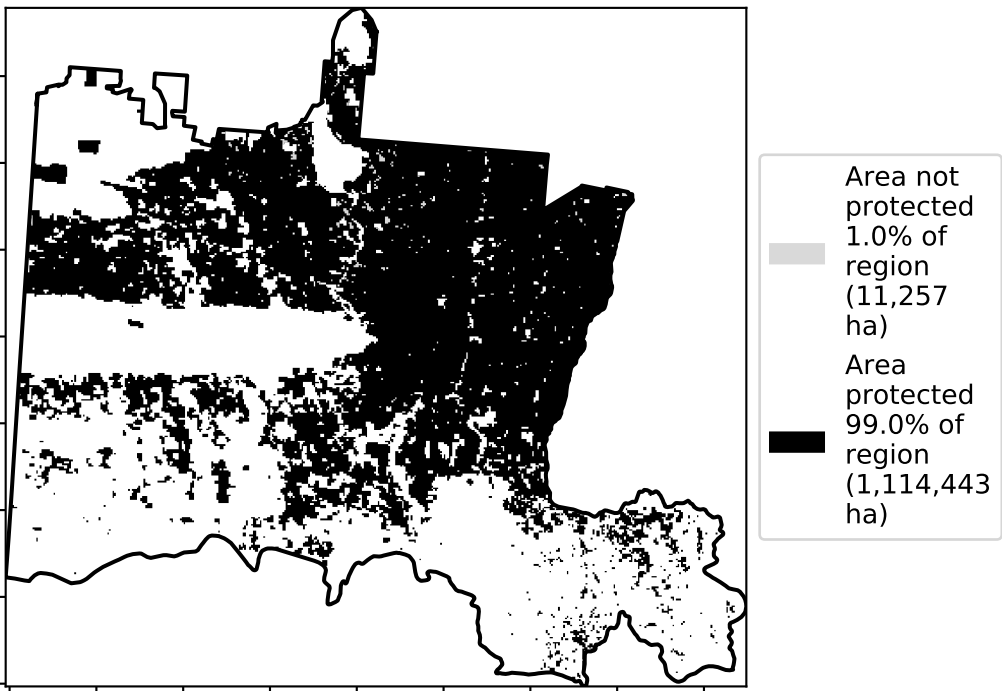 Area not
protected
1.0% of
region
(11,257
ha)
Area
protected
99.0% of
region
(1,114,443
ha)